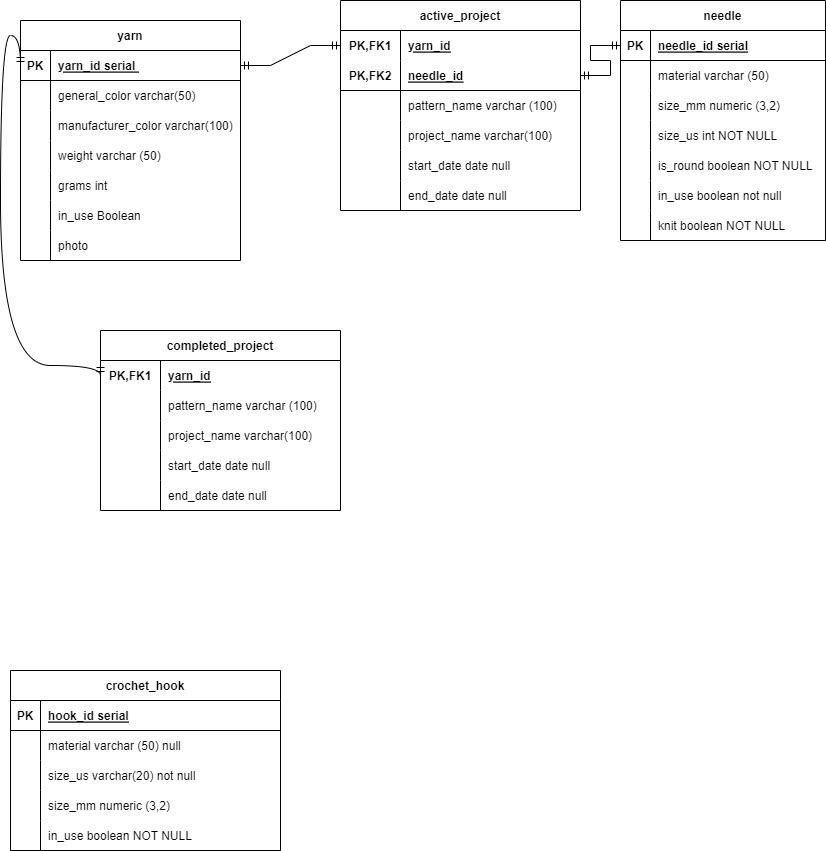 yarn
PK yarn_id serial
general_color varchar(50)
manufacturer_color varchar(100)
weight varchar (50)
grams int
in_use Boolean
photo
active_project
PK,FK1 yarn_id
PK,FK2 needle_id
pattern_name varchar (100)
project_name varchar(100)
start_date date null
end_date date null
needle
PK needle_id serial
material varchar (50)
size_mm numeric (3,2)
size_us int NOT NULL
is_round boolean NOT NULL
in_use boolean not null
knit boolean NOT NULL
completed_project
PK,FK1 yarn_id
pattern_name varchar (100)
project_name varchar(100)
start_date date null
end_date date null
crochet_hook
PK hook_id serial
material varchar (50) null
size_us varchar(20) not null
size_mm numeric (3,2)
in_use boolean NOT NULL